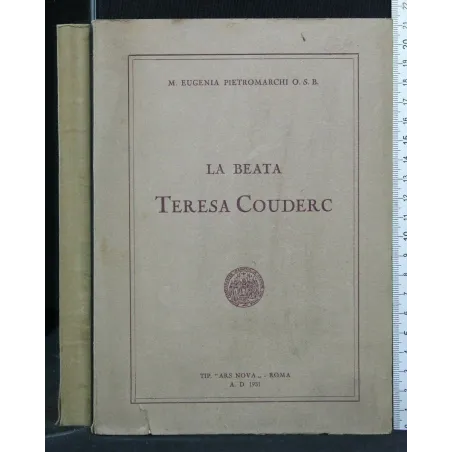 M. EUGENIA PIETROMARCHI O. S. B.
LA BEATA
TERESA COUDERC
TIP. "ARS NOVA„ - ROMA
A. D. 1951